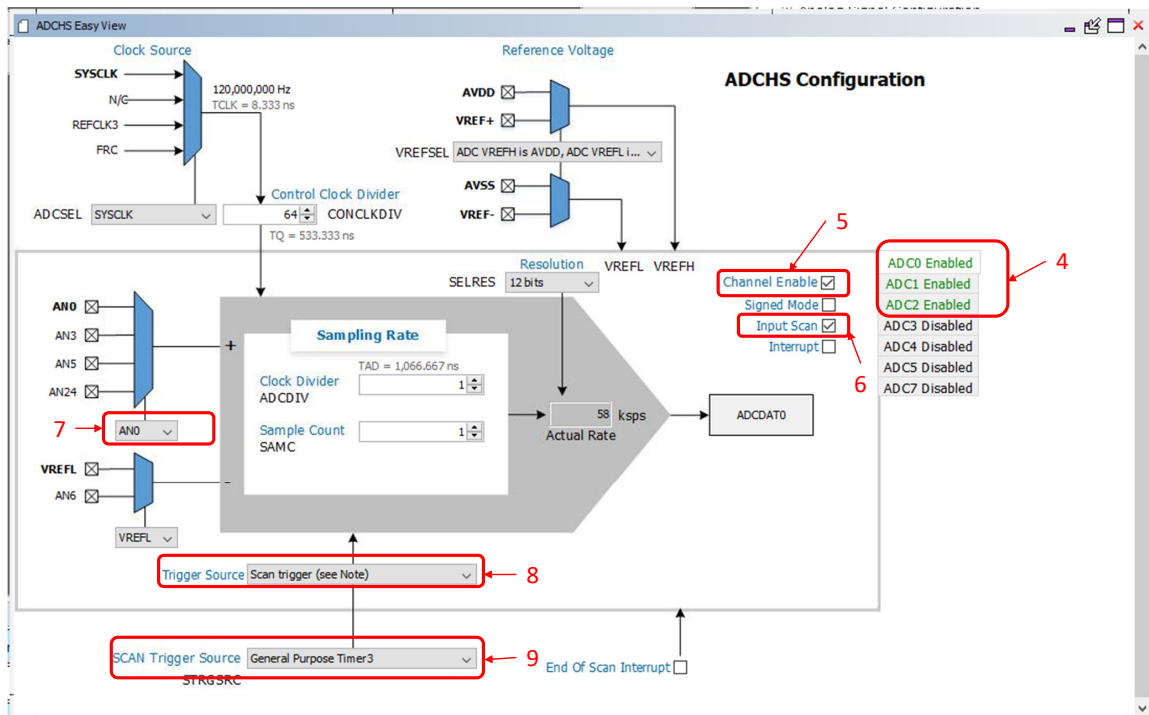 ADCHS Easy View
Clock Source
Reference Voltage
ADCHS Configuration
SYSCLK
N/C
REFCLK3
FRC
120,000,000 Hz
TCLK = 8.333 ns
AVDD
VREF+
VREFSEL ADC VREFH is AVDD, ADC VREFL i...
AVSS
VREF-
Control Clock Divider
ADCSEL SYSCLK 64 CONCLKDIV
TQ = 533.333 ns
5
4
VREFL VREFH
Resolution
SELRES 12 bits
Channel Enable
Signed Mode
Input Scan
Interrupt
6
ADC0 Enabled
ADC1 Enabled
ADC2 Enabled
ADC3 Disabled
ADC4 Disabled
ADC5 Disabled
ADC7 Disabled
AN0
AN3
AN5
AN24
7
AN0
+
Sampling Rate
TAD = 1,066.667 ns
Clock Divider 1
ADCDIV
Sample Count 1
SAMC
58 ksps
Actual Rate
ADCDAT0
VREFL
AN6
-
VREFL
Trigger Source Scan trigger (see Note)
8
SCAN Trigger Source General Purpose Timer3
STRGSRC
9
End Of Scan Interrupt